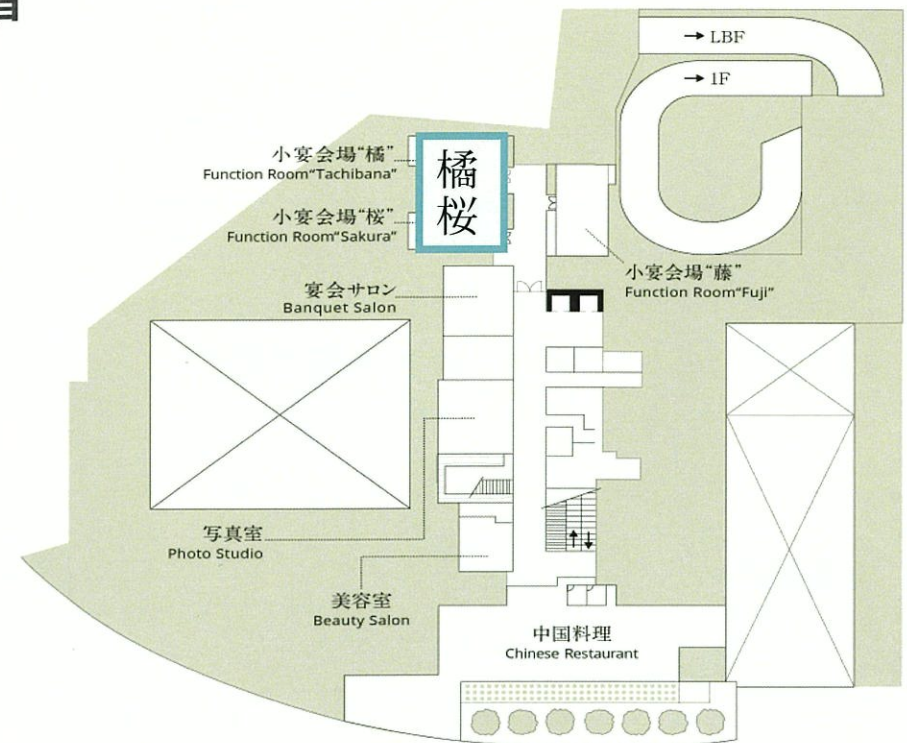 → LBF
→ 1F
小宴会場“橘”
Function Room“Tachibana”
橘
桜
小宴会場“桜”
Function Room“Sakura”
小宴会場“藤”
Function Room“Fuji”
宴会サロン
Banquet Salon
写真室
Photo Studio
美容室
Beauty Salon
中国料理
Chinese Restaurant